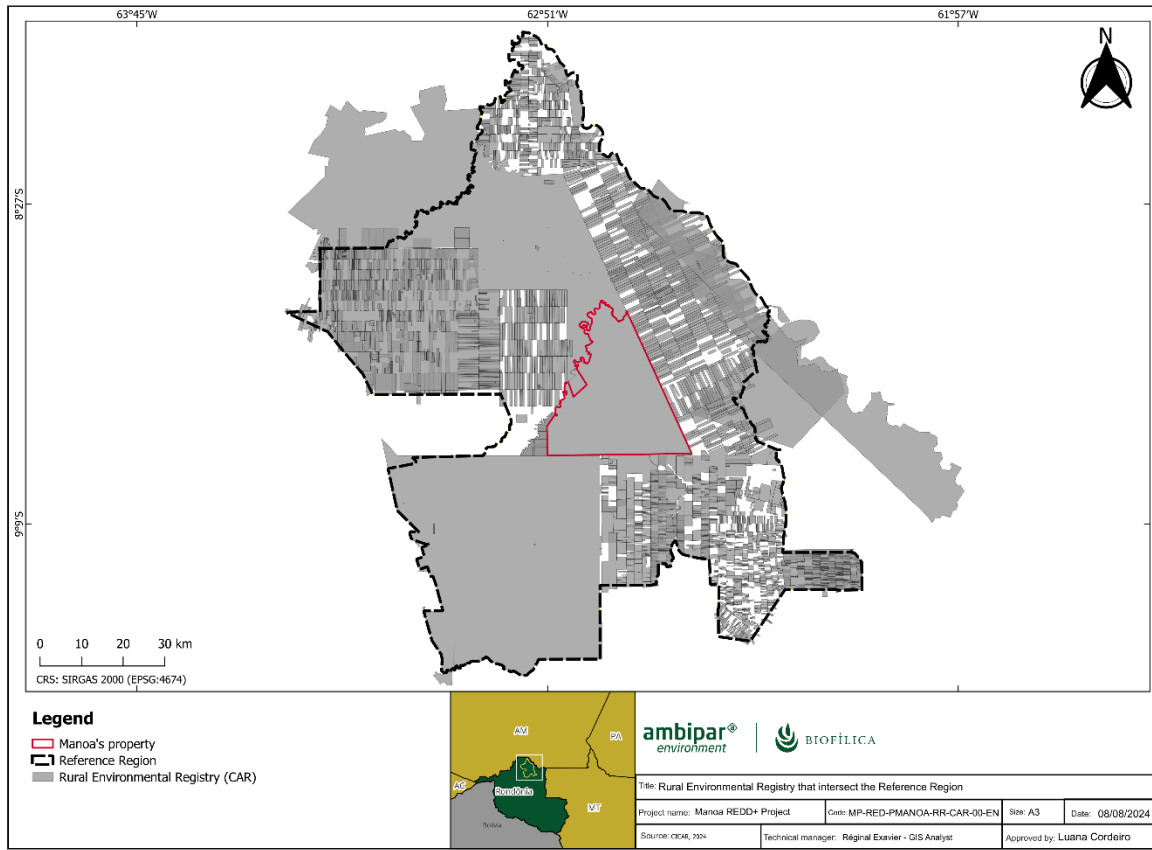 63°45'W
62°51'W
61°57'W
N
8°27'S
9°9'S
0 10 20 30 km
CRS: SIRGAS 2000 (EPSG:4674)
Legend
Manoa's property
Reference Region
Rural Environmental Registry (CAR)
AM
PA
AC
Rondônia
MT
Bolivia
ambipar®
environment
BIOFÍLICA
Title: Rural Environmental Registry that intersect the Reference Region
Project name: Manoa REDD+ Project
Code: MP-RED-PMANOA-RR-CAR-00-EN
Size: A3
Date: 08/08/2024
Source: CICAR, 2024
Technical manager: Réginal Exavier - GIS Analyst
Approved by: Luana Cordeiro